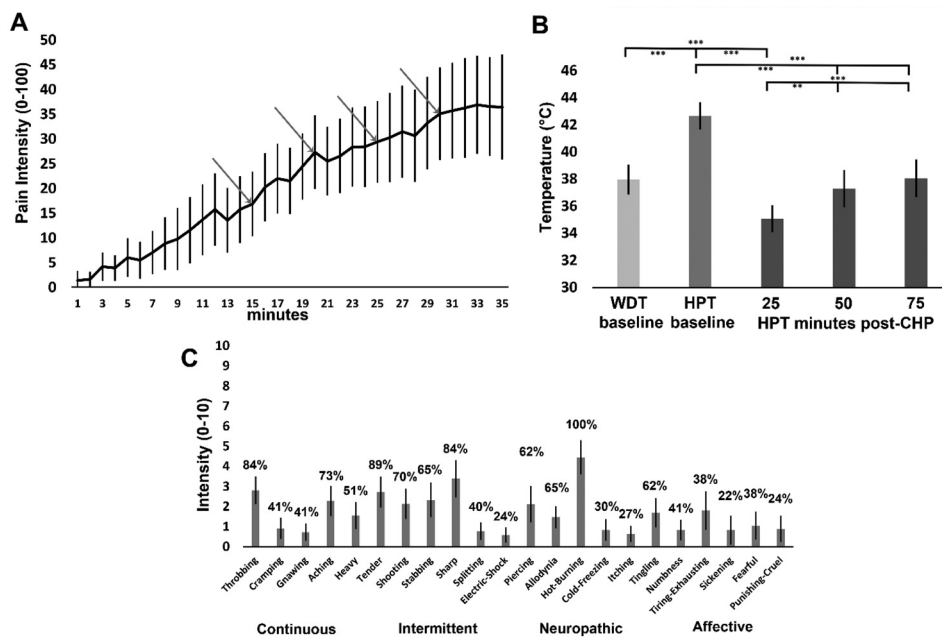 A
Pain Intensity (0-100)
50
45
40
35
30
25
20
15
10
5
0
1 3 5 7 9 11 13 15 17 19 21 23 25 27 29 31 33 35
minutes
B
***
*** ***
***
*** ***
***
**
Temperature (°C)
46
44
42
40
38
36
34
32
30
WDT HPT 25 50 75
baseline baseline HPT minutes post-CHP
C
Intensity (0-10)
10
9
8
7
6
5
4
3
2
1
0
84% 41% 41% 73% 51% 89% 70% 65% 84% 40% 24% 62% 65% 100% 30% 27% 62% 41% 38% 22% 38% 24%
Throbbing
Cramping
Gnawing
Aching
Heavy
Tender
Shooting
Stabbing
Sharp
Splitting
Electric-Shock
Piercing
Allodynia
Hot-Burning
Cold-Freezing
Itching
Tingling
Numbness
Tiring-Exhausting
Sickening
Fearful
Punishing-Cruel
Continuous Intermittent Neuropathic Affective